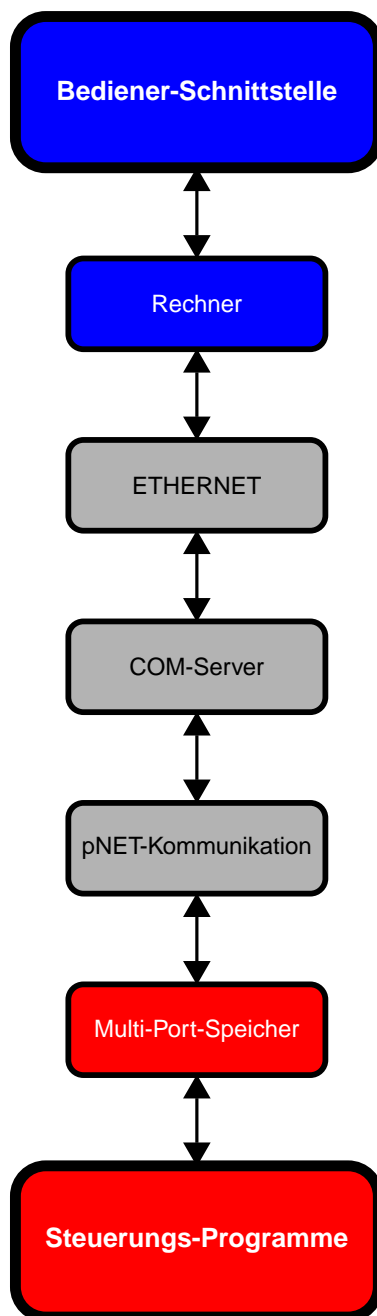 Bediener-Schnittstelle
Rechner
ETHERNET
COM-Server
pNET-Kommunikation
Multi-Port-Speicher
Steuerungs-Programme